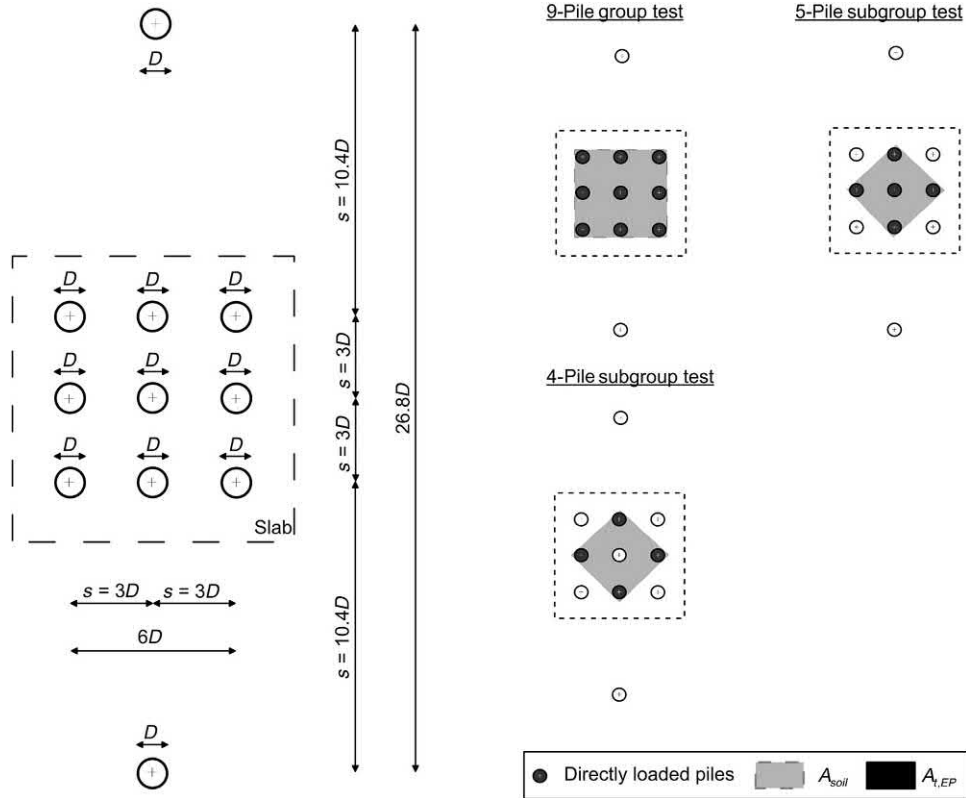 D
s = 10.4D
D D D
s = 3D
D D D
26.8D
s = 3D
D D D
Slab
s = 3D s = 3D
6D
s = 10.4D
D
9-Pile group test
5-Pile subgroup test
4-Pile subgroup test
Directly loaded piles A_soil A_t,EP